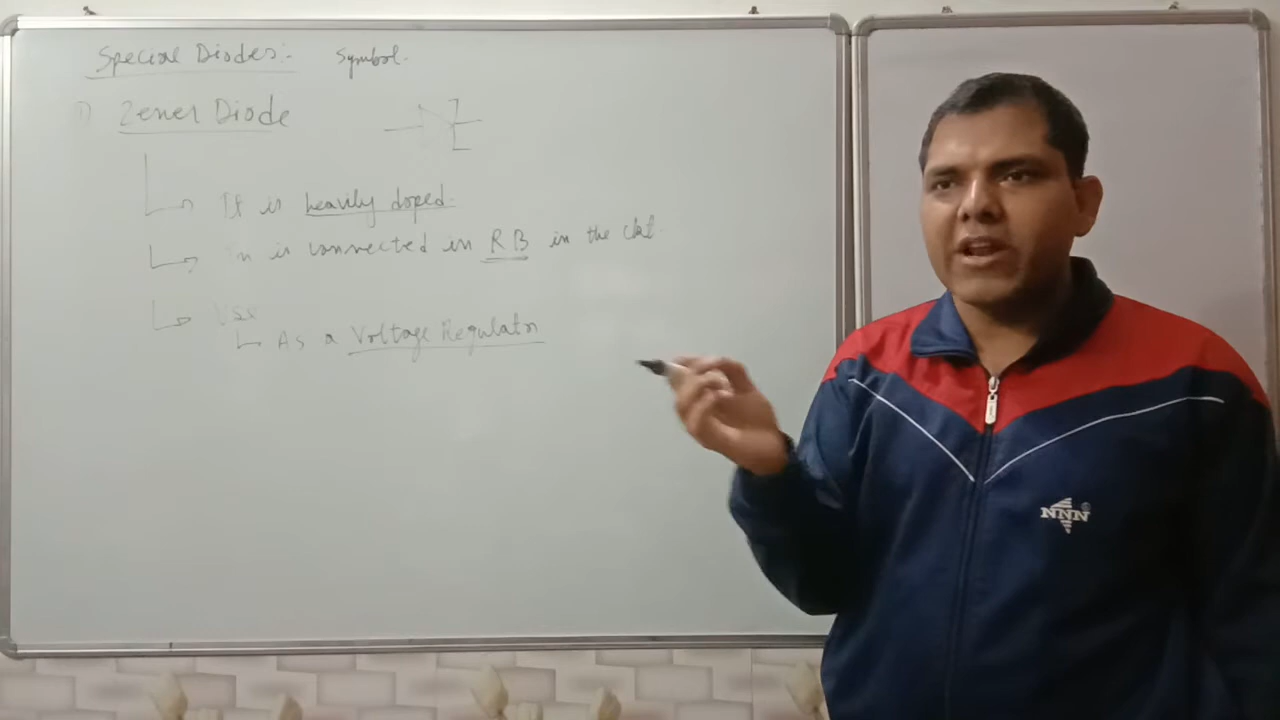 Special Diodes:- Symbol.
1) Zener Diode
It is heavily doped.
is connected in RB in the ckt.
Use
As a Voltage Regulator
NNN